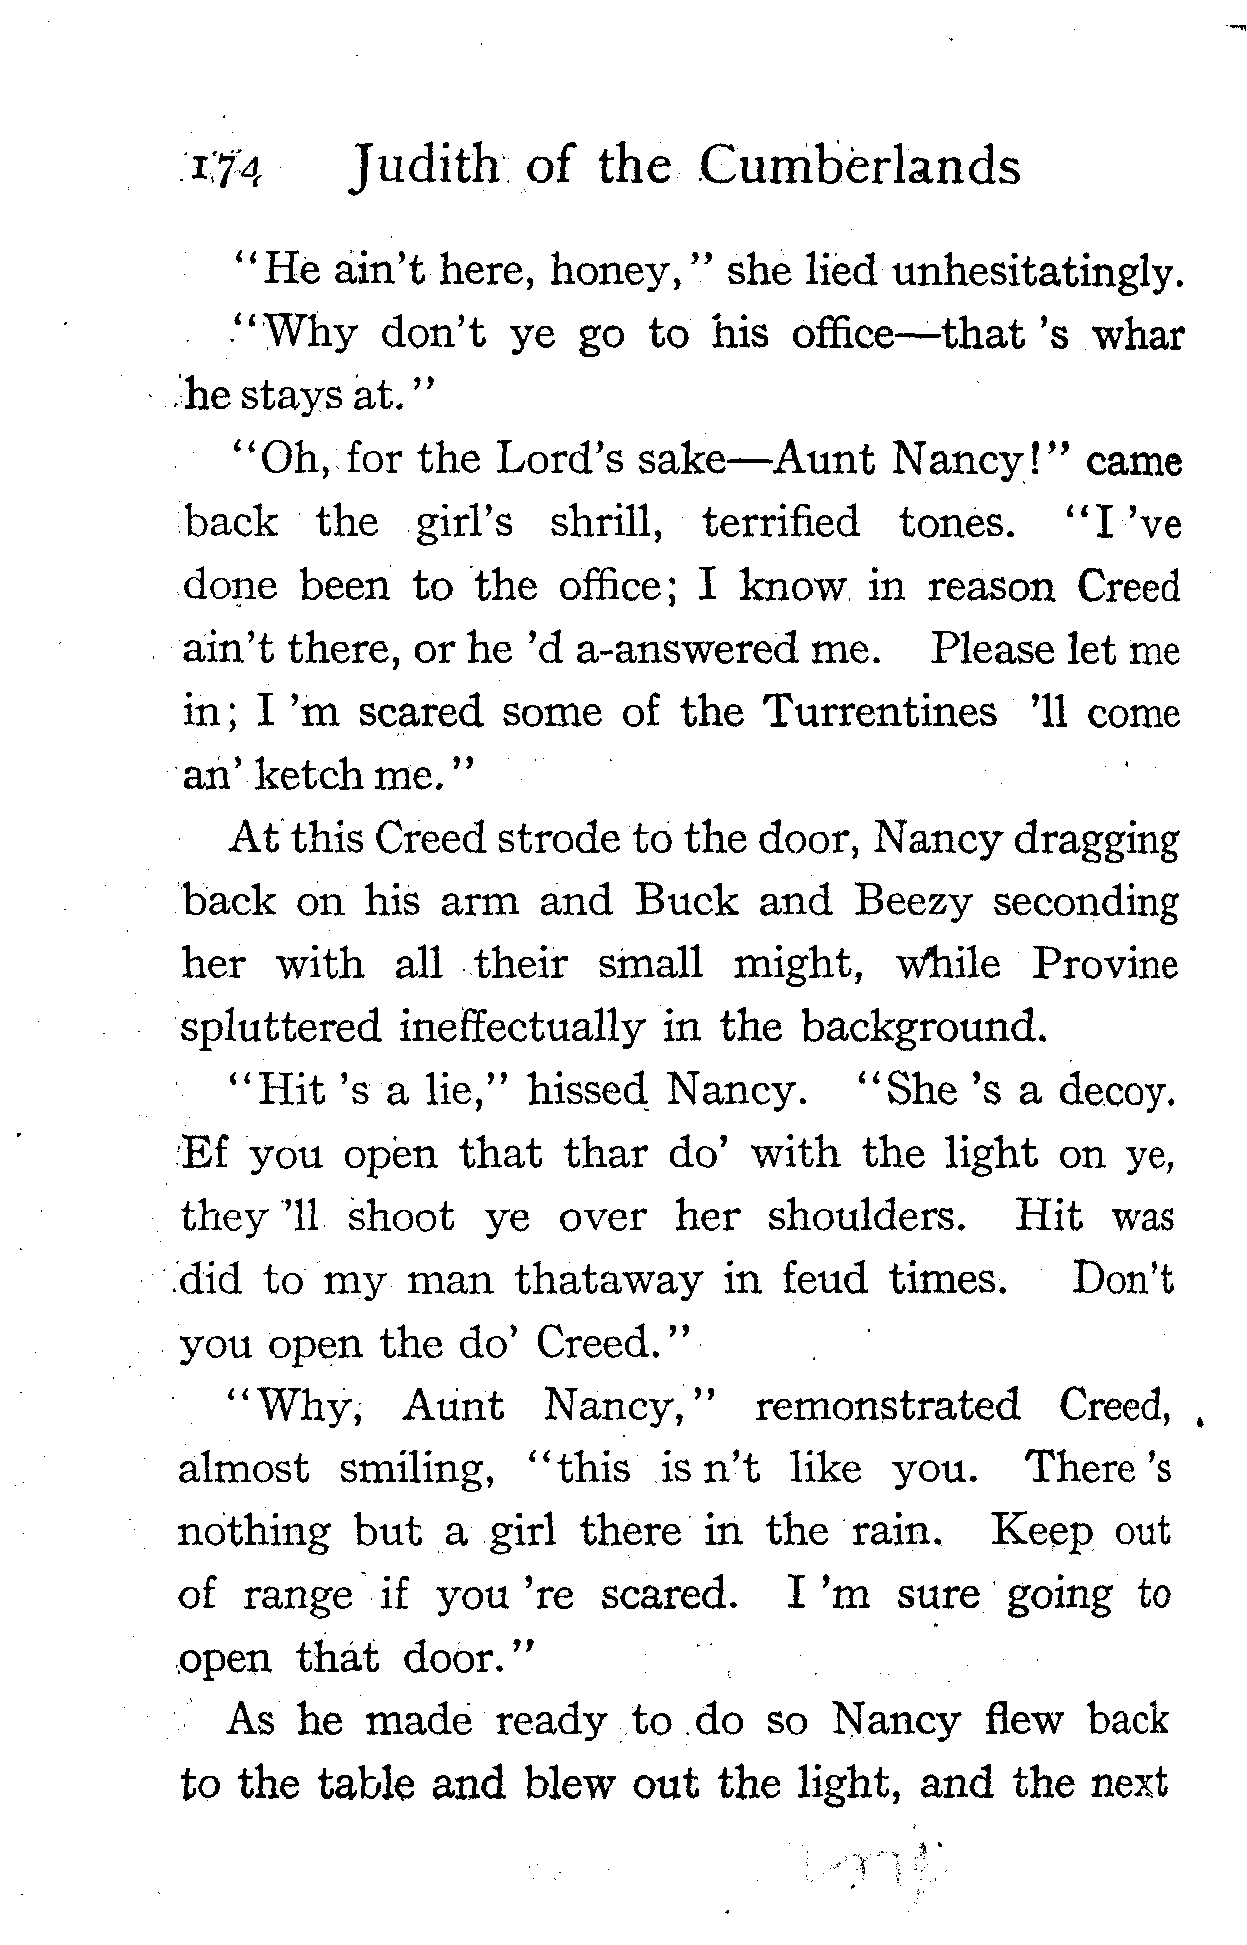 174 Judith of the Cumberlands
"He ain't here, honey," she lied unhesitatingly.
"Why don't ye go to his office—that 's whar
he stays at."
"Oh, for the Lord's sake—Aunt Nancy!" came
back the girl's shrill, terrified tones. "I 've
done been to the office; I know in reason Creed
ain't there, or he 'd a-answered me. Please let me
in; I 'm scared some of the Turrentines 'll come
an' ketch me."
At this Creed strode to the door, Nancy dragging
back on his arm and Buck and Beezy seconding
her with all their small might, while Provine
spluttered ineffectually in the background.
"Hit 's a lie," hissed Nancy. "She 's a decoy.
Ef you open that thar do' with the light on ye,
they 'll shoot ye over her shoulders. Hit was
did to my man thataway in feud times. Don't
you open the do' Creed."
"Why, Aunt Nancy," remonstrated Creed,
almost smiling, "this is n't like you. There 's
nothing but a girl there in the rain. Keep out
of range if you 're scared. I 'm sure going to
open that door."
As he made ready to do so Nancy flew back
to the table and blew out the light, and the next